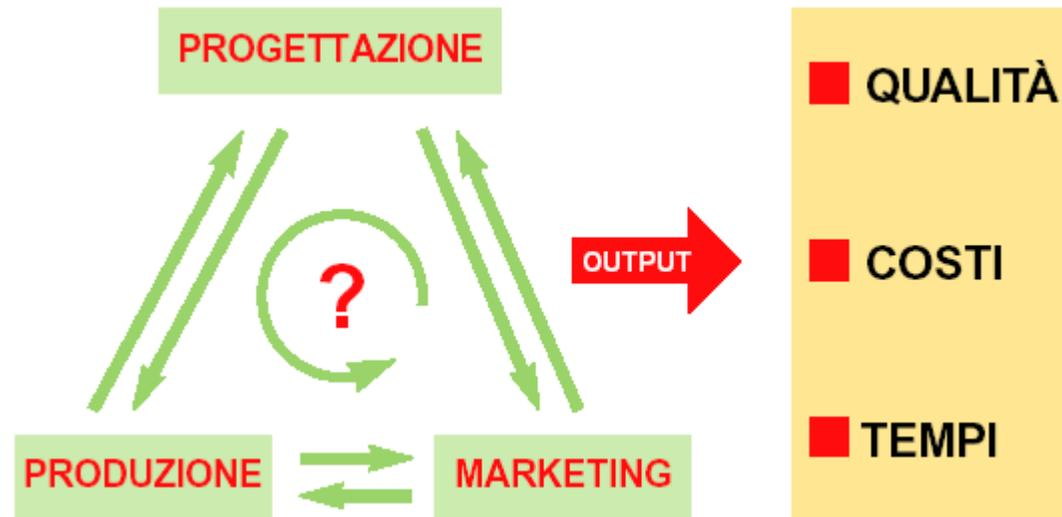 PROGETTAZIONE
?
PRODUZIONE
MARKETING
OUTPUT
QUALITÀ
COSTI
TEMPI